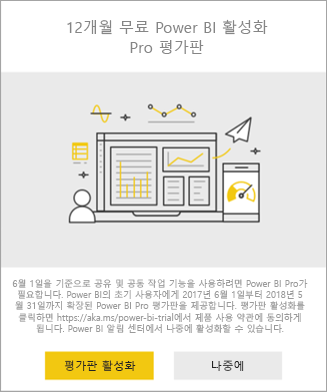 12개월 무료 Power BI 활성화
Pro 평가판
6월 1일을 기준으로 공유 및 공동 작업 기능을 사용하려면 Power BI Pro가
필요합니다. Power BI의 초기 사용자에게 2017년 6월 1일부터 2018년 5
월 31일까지 확장된 Power BI Pro 평가판을 제공합니다. 평가판 활성화를
클릭하면 https://aka.ms/power-bi-trial에서 제품 사용 약관에 동의하게
됩니다. Power BI 알림 센터에서 나중에 활성화할 수 있습니다.
평가판 활성화
나중에